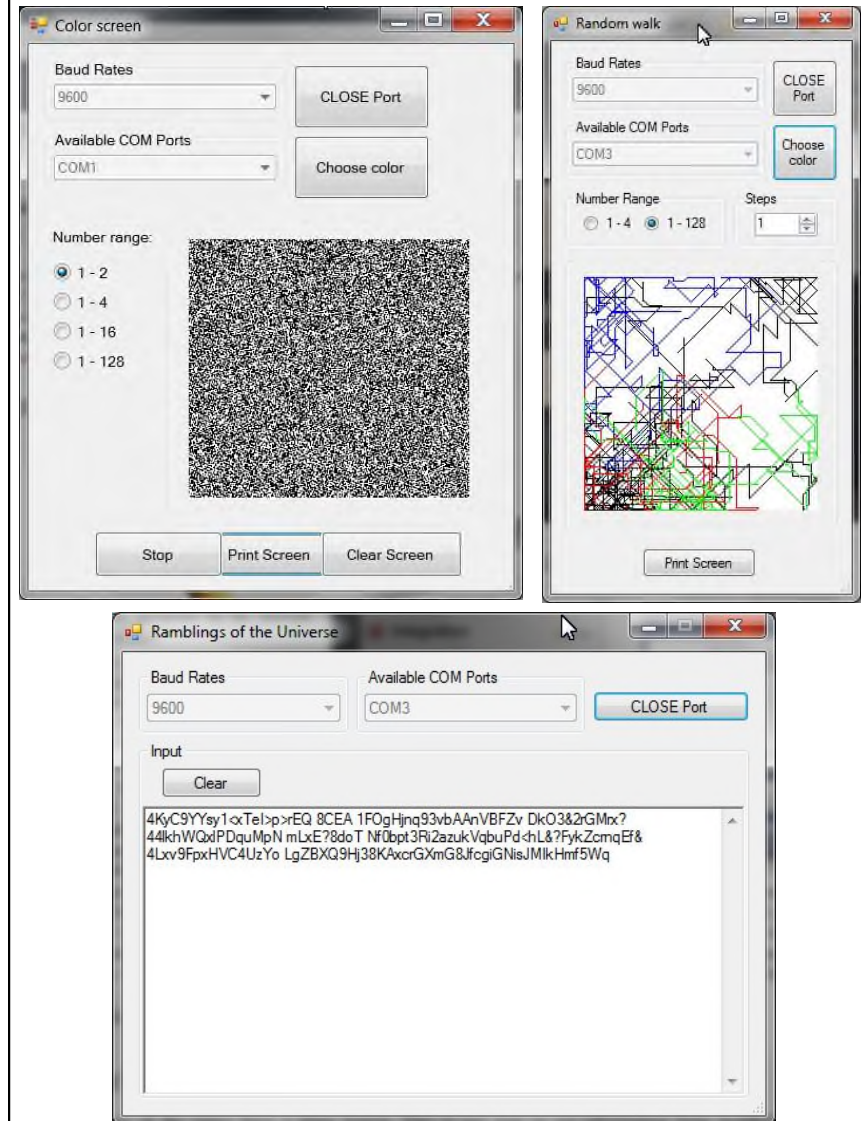 Color screen
Baud Rates
9600
CLOSE Port
Available COM Ports
COM1
Choose color
Number range:
1 - 2
1 - 4
1 - 16
1 - 128
Stop
Print Screen
Clear Screen
Random walk
Baud Rates
9600
CLOSE
Port
Available COM Ports
COM3
Choose
color
Number Range
Steps
1 - 4
1 - 128
1
Print Screen
Ramblings of the Universe
Baud Rates
9600
Available COM Ports
COM3
CLOSE Port
Input
Clear
4KyC9YYsy1<xTeI>p>rEQ 8CEA 1FOgHjnq93vbAAnVBFZv DkO3&2rGMrx?
44lkhWQxlPDquMpN mLxE?8doT Nf0bpt3Ri2azukVqbuPd<hL&?FykZcmqEf&
4Lxv9FpxHVC4UzYo LgZBXQ9Hj38KAxcrGXmG8JfcgiGNisJMIkHmf5Wq